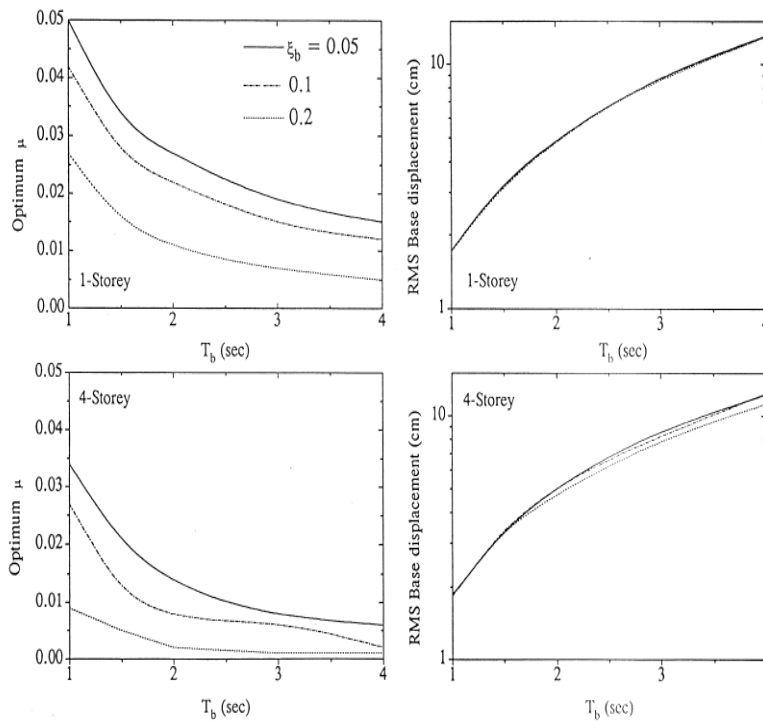 0.05
0.04
0.03
0.02
0.01
0.00
Optimum μ
ξb = 0.05
0.1
0.2
1-Storey
1
2
3
4
Tb (sec)
10
1
RMS Base displacement (cm)
1-Storey
1
2
3
4
Tb (sec)
0.05
0.04
0.03
0.02
0.01
0.00
Optimum μ
4-Storey
1
2
3
4
Tb (sec)
10
1
RMS Base displacement (cm)
4-Storey
1
2
3
4
Tb (sec)